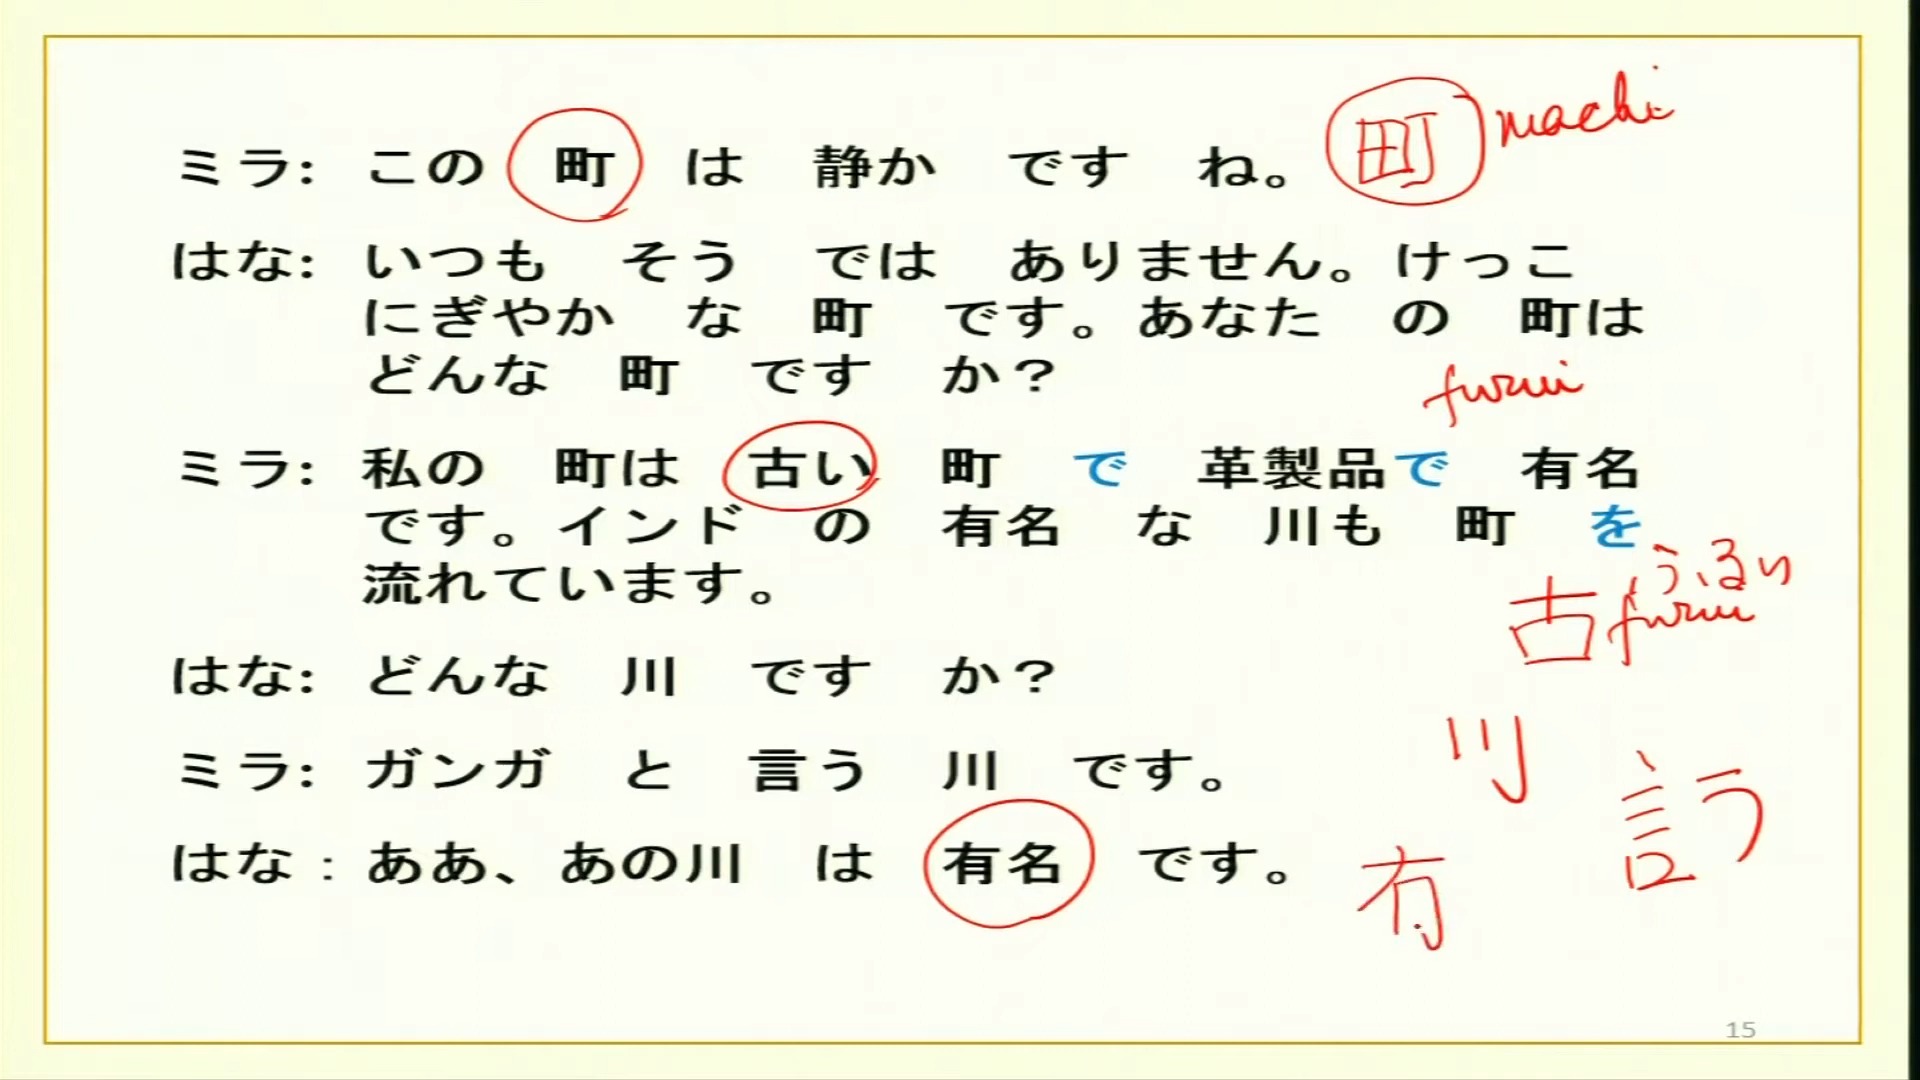 ミラ: この 町 は 静か です ね。 町 machi
はな: いつも そう では ありません。けっこ
にぎやか な 町 です。あなた の 町は
どんな 町 です か？
furui
ミラ: 私の 町は 古い 町 で 革製品で 有名
です。インド の 有名 な 川も 町 を
流れています。
ふるい
古 furui
はな: どんな 川 です か？
川
ミラ: ガンガ と 言う 川 です。
言う
はな：ああ、あの川 は 有名 です。
15